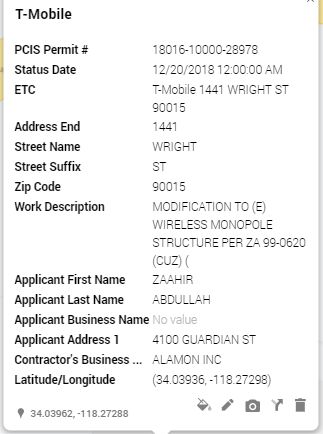 T-Mobile
PCIS Permit # 18016-10000-28978
Status Date 12/20/2018 12:00:00 AM
ETC T-Mobile 1441 WRIGHT ST
90015
Address End 1441
Street Name WRIGHT
Street Suffix ST
Zip Code 90015
Work Description MODIFICATION TO (E)
WIRELESS MONOPOLE
STRUCTURE PER ZA 99-0620
(CUZ) (
Applicant First Name ZAAHIR
Applicant Last Name ABDULLAH
Applicant Business Name No value
Applicant Address 1 4100 GUARDIAN ST
Contractor's Business ... ALAMON INC
Latitude/Longitude (34.03936, -118.27298)
34.03962, -118.27288